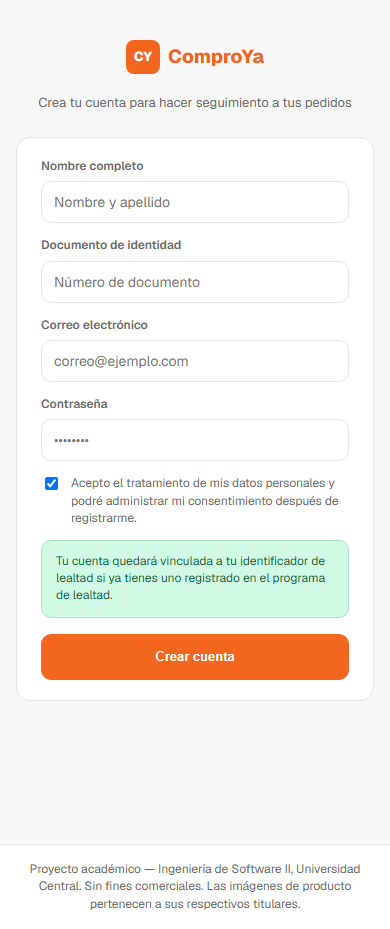 CY ComproYa
Crea tu cuenta para hacer seguimiento a tus pedidos
Nombre completo
Nombre y apellido
Documento de identidad
Número de documento
Correo electrónico
correo@ejemplo.com
Contraseña
••••••••
Acepto el tratamiento de mis datos personales y
podré administrar mi consentimiento después de
registrarme.
Tu cuenta quedará vinculada a tu identificador de
lealtad si ya tienes uno registrado en el programa
de lealtad.
Crear cuenta
Proyecto académico — Ingeniería de Software II, Universidad
Central. Sin fines comerciales. Las imágenes de producto
pertenecen a sus respectivos titulares.